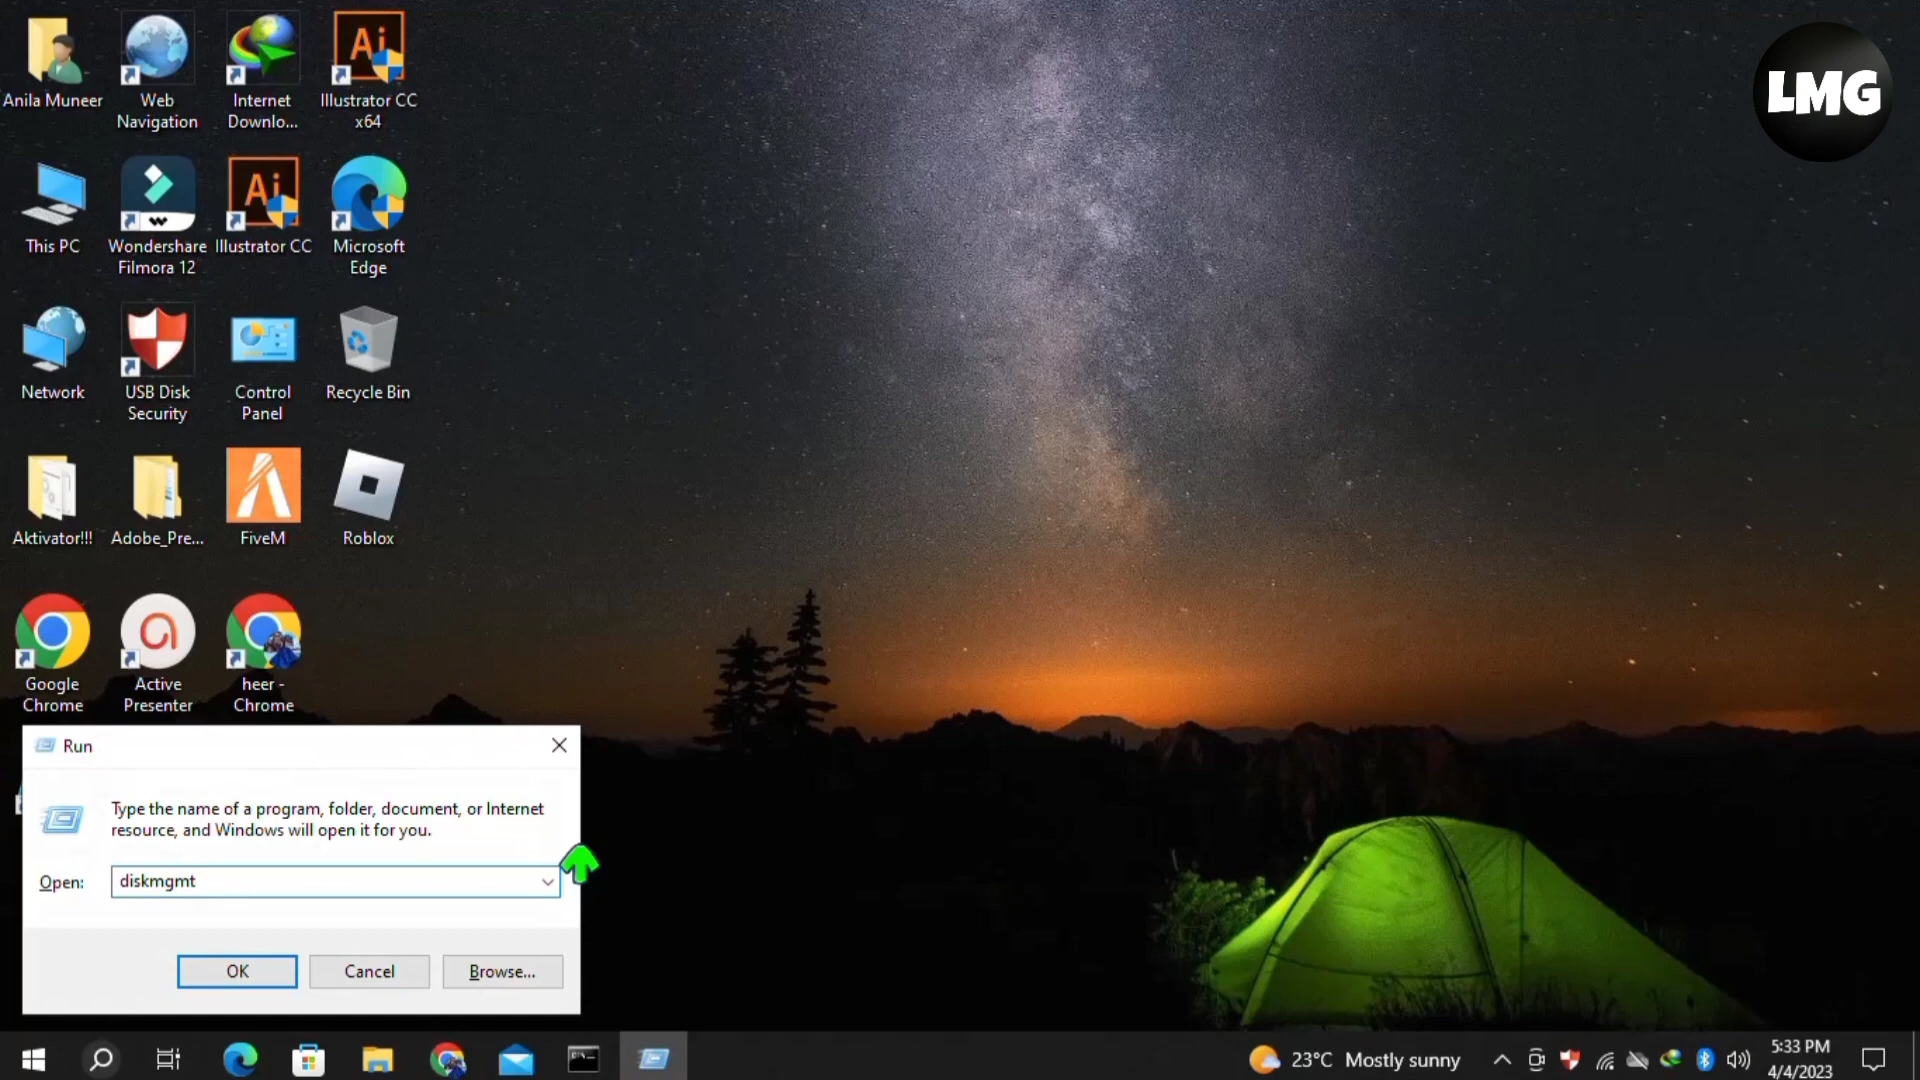 LMG
Anila Muneer
Web
Navigation
Internet
Downlo...
Illustrator CC
x64
This PC
Wondershare
Filmora 12
Illustrator CC
Microsoft
Edge
Network
USB Disk
Security
Control
Panel
Recycle Bin
Aktivator!!!
Adobe_Pre...
FiveM
Roblox
Google
Chrome
Active
Presenter
heer -
Chrome
Run
Type the name of a program, folder, document, or Internet
resource, and Windows will open it for you.
Open: diskmgmt
OK Cancel Browse...
23°C Mostly sunny
5:33 PM
4/4/2023